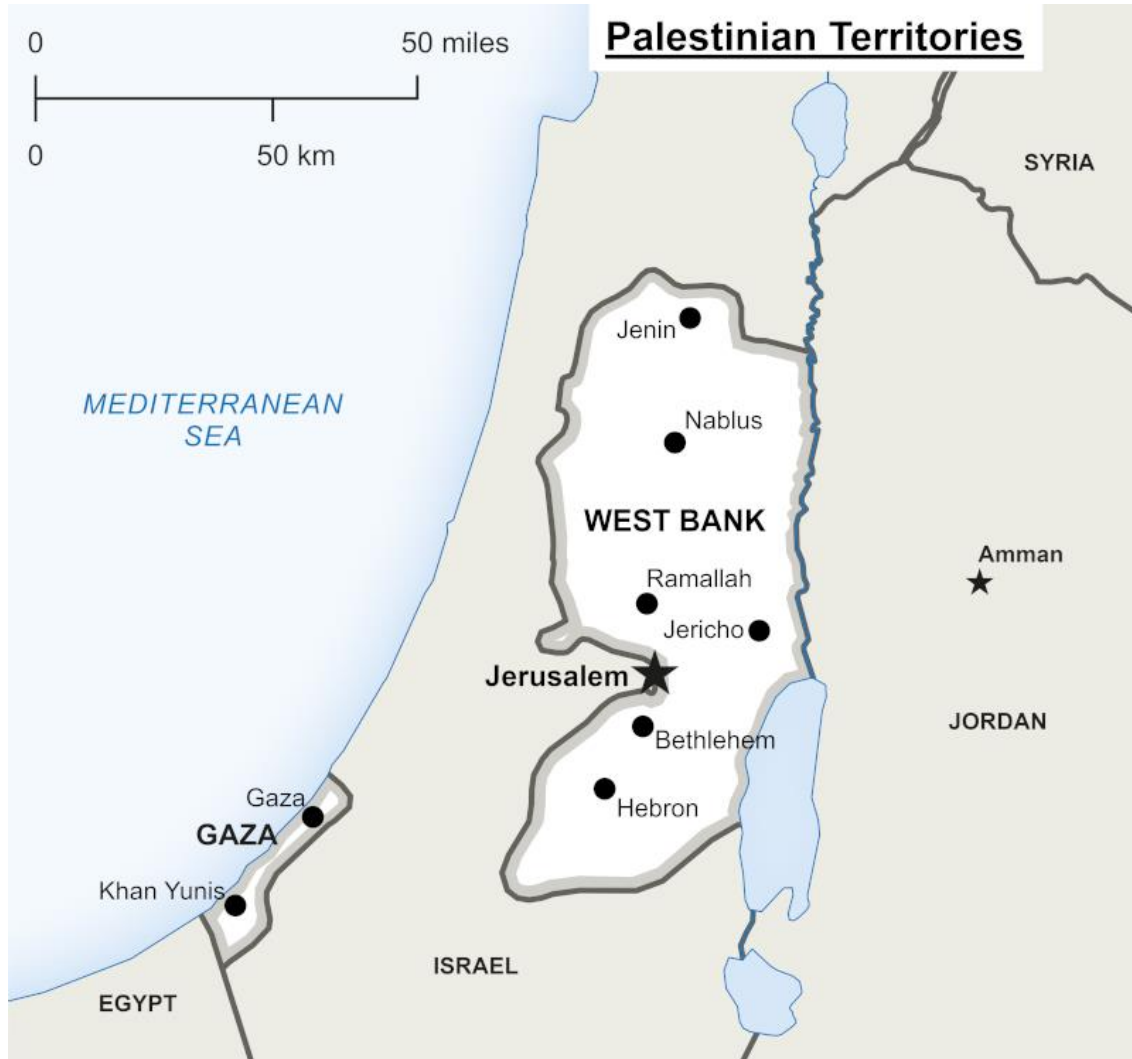 Palestinian Territories
0 50 miles
0 50 km
SYRIA
Jenin
MEDITERRANEAN
SEA
Nablus
WEST BANK
Amman
Ramallah
Jericho
Jerusalem
JORDAN
Bethlehem
Gaza
Hebron
GAZA
Khan Yunis
ISRAEL
EGYPT